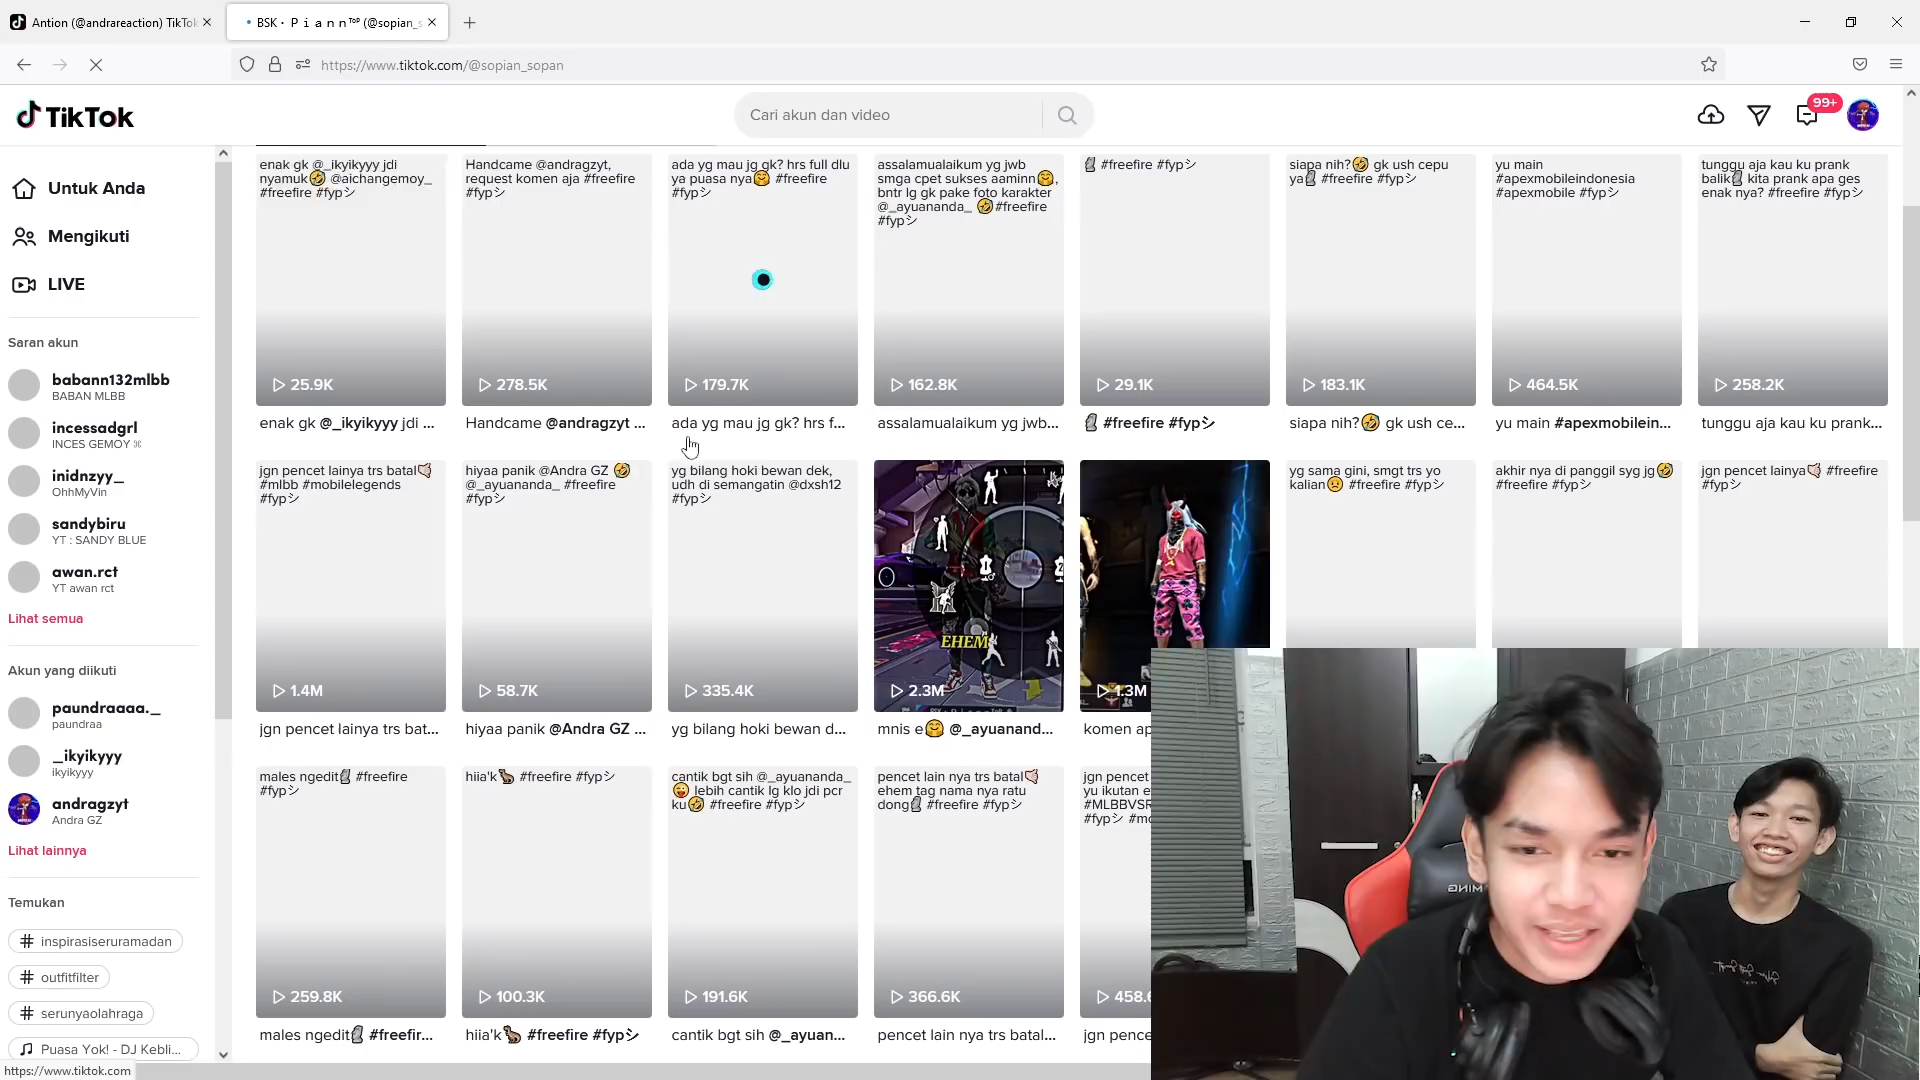 Antion (@andrareaction) TikTok
BSK・Ｐｉａｎｎᵀᵒᴾ (@sopian_s
https://www.tiktok.com/@sopian_sopan
TikTok
Cari akun dan video
99+
Untuk Anda
Mengikuti
LIVE
Saran akun
babann132mlbb
BABAN MLBB
incessadgrl
INCES GEMOY ⌘
inidnzyy_
OhhMyVin
sandybiru
YT : SANDY BLUE
awan.rct
YT awan rct
Lihat semua
Akun yang diikuti
paundraaaa._
paundraa
_ikyikyyy
ikyikyyy
andragzyt
Andra GZ
Lihat lainnya
Temukan
# inspirasiseruramadan
# outfitfilter
# serunyaolahraga
Puasa Yok! - DJ Kebli...
https://www.tiktok.com
enak gk @_ikyikyyy jdi
nyamuk🤣 @aichangemoy_
#freefire #fypシ
25.9K
enak gk @_ikyikyyy jdi ...
Handcame @andragzyt,
request komen aja #freefire
#fypシ
278.5K
Handcame @andragzyt ...
ada yg mau jg gk? hrs full dlu
ya puasa nya🤗 #freefire
#fypシ
179.7K
ada yg mau jg gk? hrs f...
assalamualaikum yg jwb
smga cpet sukses aaminn🤗,
bntr lg gk pake foto karakter
@_ayuananda_ 🤣#freefire
#fypシ
162.8K
assalamualaikum yg jwb...
🗿 #freefire #fypシ
29.1K
🗿 #freefire #fypシ
siapa nih?🤣 gk ush cepu
ya🗿 #freefire #fypシ
183.1K
siapa nih?🤣 gk ush ce...
yu main
#apexmobileindonesia
#apexmobile #fypシ
464.5K
yu main #apexmobilein...
tunggu aja kau ku prank
balik🗿 kita prank apa ges
enak nya? #freefire #fypシ
258.2K
tunggu aja kau ku prank...
jgn pencet lainya trs batal👎🏻
#mlbb #mobilelegends
#fypシ
1.4M
jgn pencet lainya trs bat...
hiyaa panik @Andra GZ 🤣
@_ayuananda_ #freefire
#fypシ
58.7K
hiyaa panik @Andra GZ ...
yg bilang hoki bewan dek,
udh di semangatin @dxsh12
#fypシ
335.4K
yg bilang hoki bewan d...
EHEM
2.3M
mnis e🤗 @_ayuanand...
1.3M
komen ap
yg sama gini, smgt trs yo
kalian😣 #freefire #fypシ
akhir nya di panggil syg jg🤣
#freefire #fypシ
jgn pencet lainya👎🏻 #freefire
#fypシ
males ngedit🗿 #freefire
#fypシ
259.8K
males ngedit🗿 #freefir...
hiia'k🐛 #freefire #fypシ
100.3K
hiia'k🐛 #freefire #fypシ
cantik bgt sih @_ayuananda_
😜 lebih cantik lg klo jdi pcr
ku🤣 #freefire #fypシ
191.6K
cantik bgt sih @_ayuan...
pencet lain nya trs batal👎🏻
ehem tag nama nya ratu
dong🗿 #freefire #fypシ
366.6K
pencet lain nya trs batal...
jgn pencet
yu ikutan e
#MLBBVSR
#fypシ #mo
458.6
jgn pence